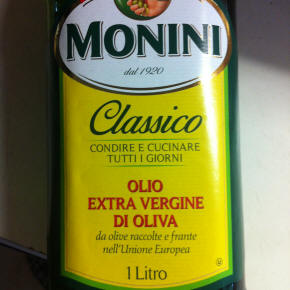 MONINI
dal 1920
Classico
CONDIRE E CUCINARE
TUTTI I GIORNI
OLIO
EXTRA VERGINE
DI OLIVA
da olive raccolte e frante
nell'Unione Europea
1 Litro